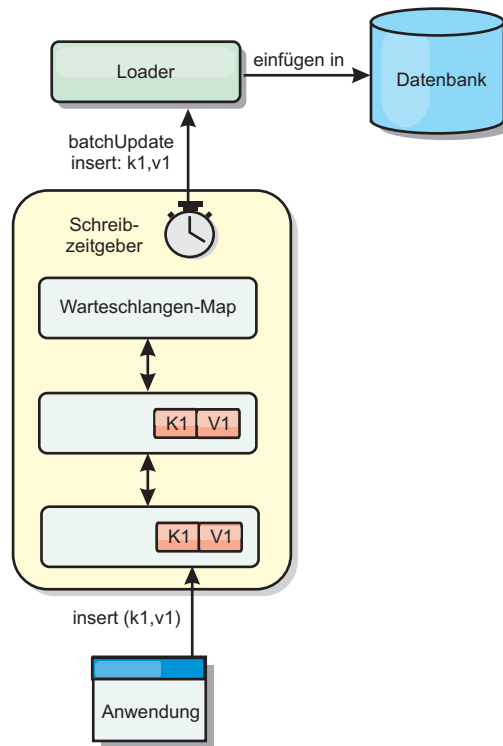 Loader
einfügen in
Datenbank
batchUpdate
insert: k1,v1
Schreib-
zeitgeber
Warteschlangen-Map
K1 V1
K1 V1
insert (k1,v1)
Anwendung